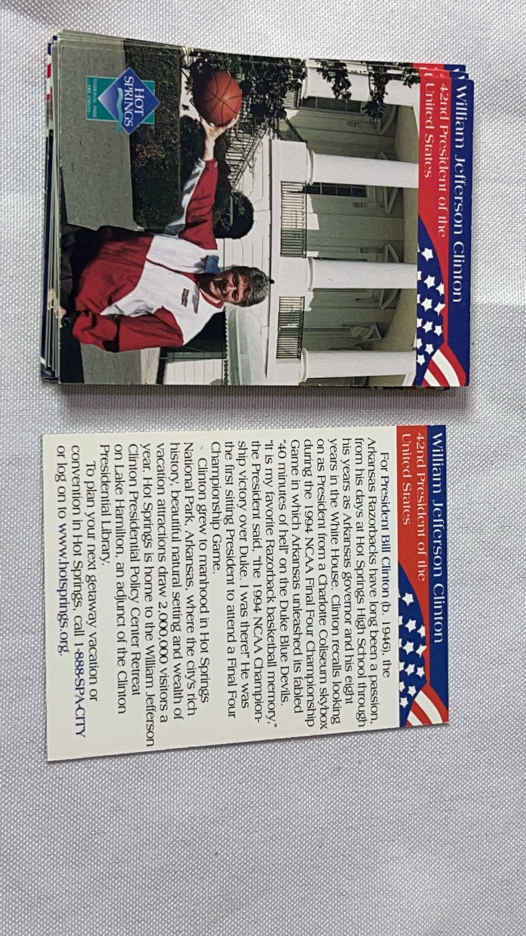 William Jefferson Clinton
42nd President of the
United States
HOT
SPRINGS
William Jefferson Clinton
42nd President of the
United States
For President Bill Clinton (b. 1946), the
Arkansas Razorbacks have long been a passion,
from his days at Hot Springs High School through
his years as Arkansas governor and his eight
years in the White House. Clinton recalls looking
on as President from a Charlotte Coliseum skybox
during the 1994 NCAA Final Four Championship
Game in which Arkansas unleashed its fabled
"40 minutes of hell" on the Duke Blue Devils.
"It is my favorite Razorback basketball memory,"
the President said, "the 1994 NCAA Champion-
ship victory over Duke. I was there!" He was
the first sitting President to attend a Final Four
Championship Game.
Clinton grew to manhood in Hot Springs
National Park, Arkansas, where the city's rich
history, beautiful natural setting and wealth of
vacation attractions draw 2,000,000 visitors a
year. Hot Springs is home to the William Jefferson
Clinton Presidential Policy Center Retreat
on Lake Hamilton, an adjunct of the Clinton
Presidential Library.
To plan your next getaway vacation or
convention in Hot Springs, call 1-888-SPA-CITY
or log on to www.hotsprings.org.